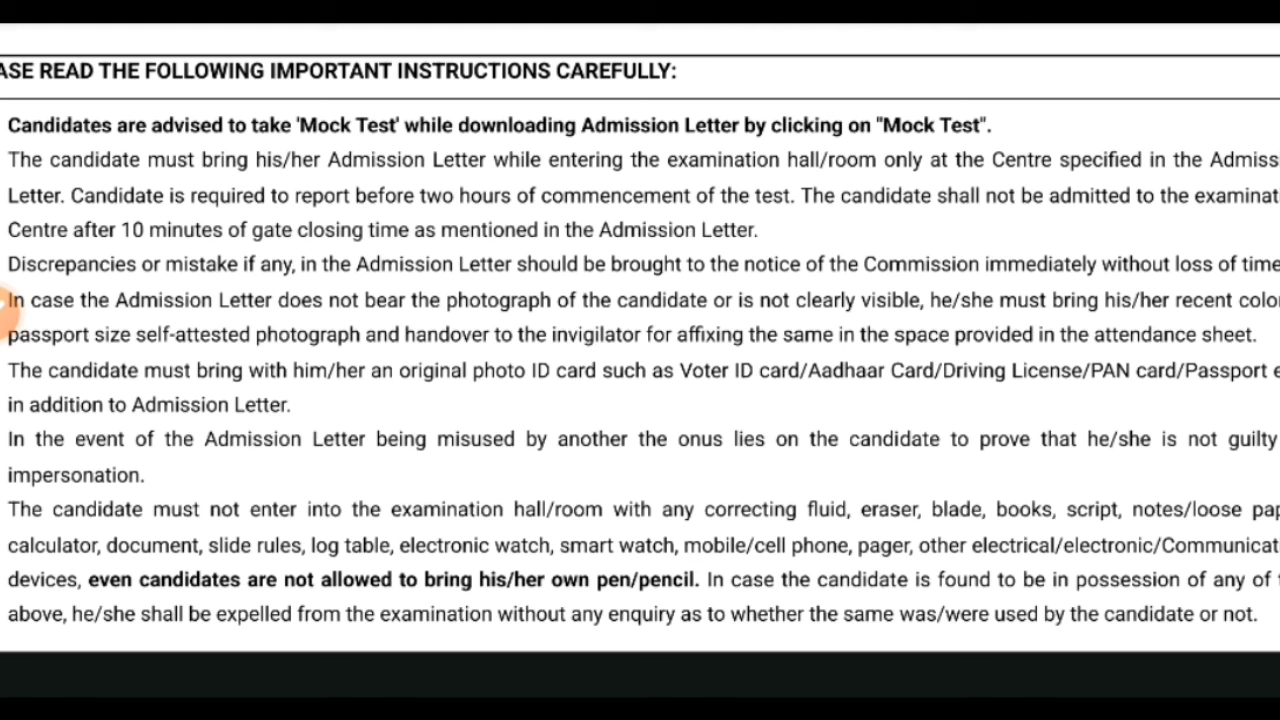 ASE READ THE FOLLOWING IMPORTANT INSTRUCTIONS CAREFULLY:
Candidates are advised to take 'Mock Test' while downloading Admission Letter by clicking on "Mock Test".
The candidate must bring his/her Admission Letter while entering the examination hall/room only at the Centre specified in the Admiss
Letter. Candidate is required to report before two hours of commencement of the test. The candidate shall not be admitted to the examinat
Centre after 10 minutes of gate closing time as mentioned in the Admission Letter.
Discrepancies or mistake if any, in the Admission Letter should be brought to the notice of the Commission immediately without loss of time
In case the Admission Letter does not bear the photograph of the candidate or is not clearly visible, he/she must bring his/her recent color
passport size self-attested photograph and handover to the invigilator for affixing the same in the space provided in the attendance sheet.
The candidate must bring with him/her an original photo ID card such as Voter ID card/Aadhaar Card/Driving License/PAN card/Passport e
in addition to Admission Letter.
In the event of the Admission Letter being misused by another the onus lies on the candidate to prove that he/she is not guilty
impersonation.
The candidate must not enter into the examination hall/room with any correcting fluid, eraser, blade, books, script, notes/loose pap
calculator, document, slide rules, log table, electronic watch, smart watch, mobile/cell phone, pager, other electrical/electronic/Communicat
devices, even candidates are not allowed to bring his/her own pen/pencil. In case the candidate is found to be in possession of any of
above, he/she shall be expelled from the examination without any enquiry as to whether the same was/were used by the candidate or not.